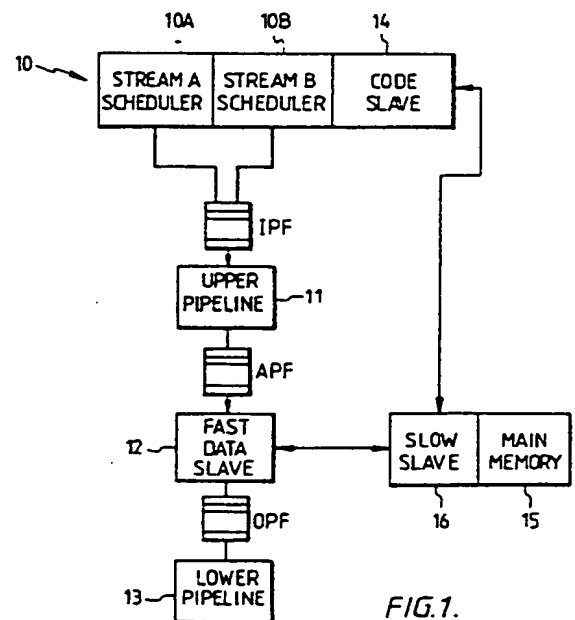 10A 10B 14
10
STREAM A SCHEDULER
STREAM B SCHEDULER
CODE SLAVE
IPF
UPPER PIPELINE
11
APF
12
FAST DATA SLAVE
SLOW SLAVE
MAIN MEMORY
16 15
OPF
13
LOWER PIPELINE
FIG.1.